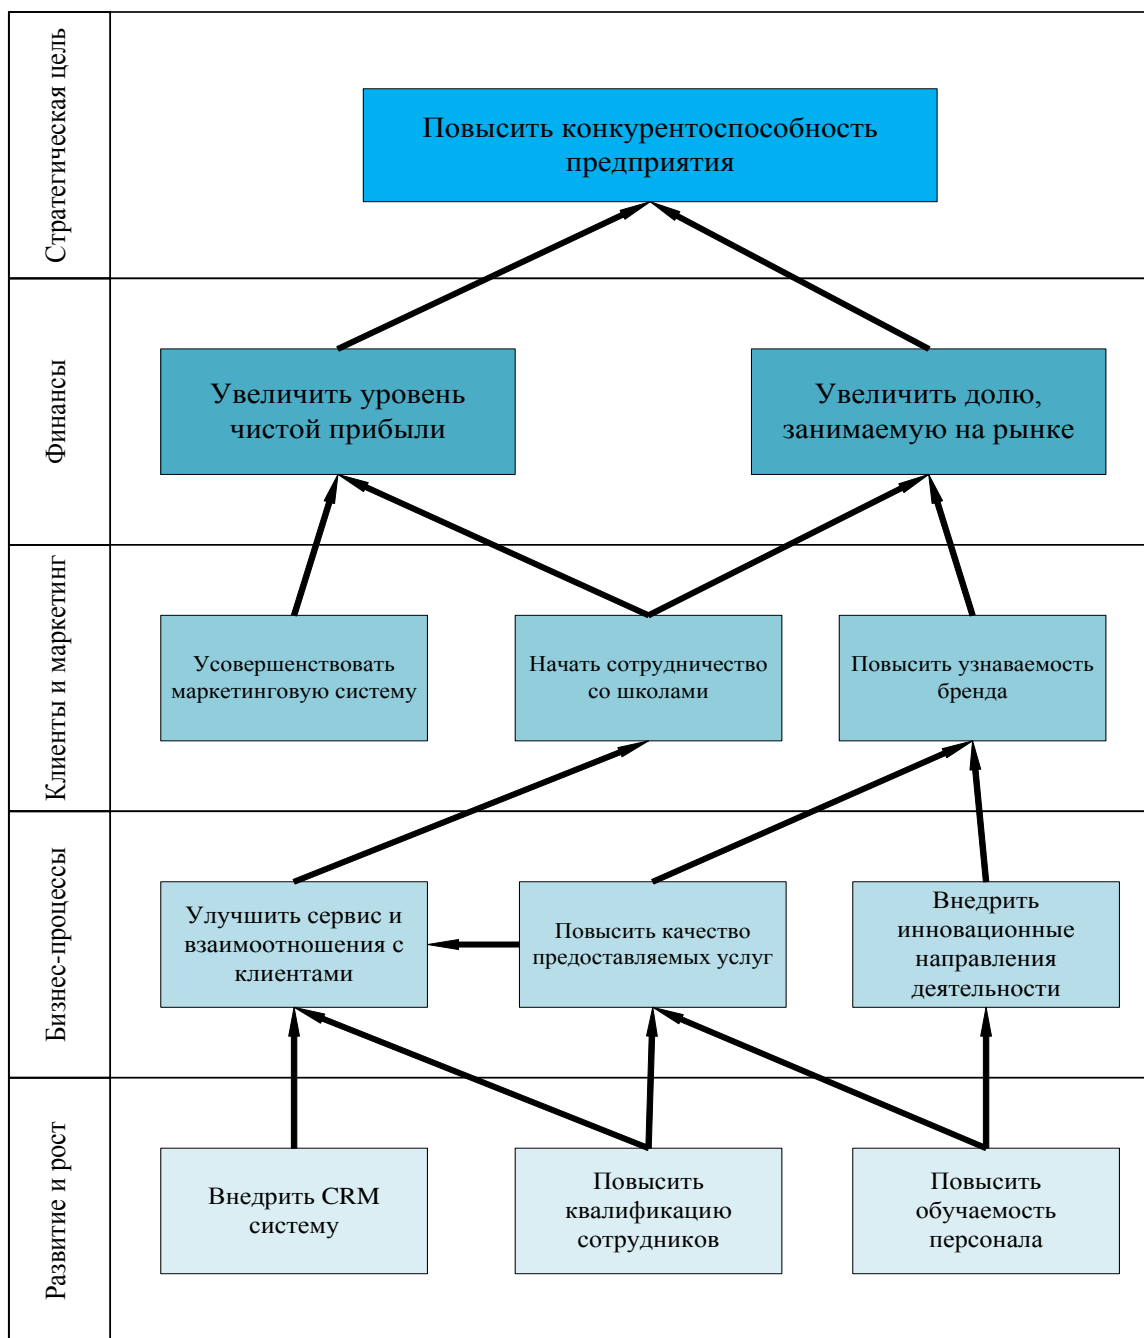 Стратегическая цель
Повысить конкурентоспособность
предприятия
Финансы
Увеличить уровень
чистой прибыли
Увеличить долю,
занимаемую на рынке
Клиенты и маркетинг
Усовершенствовать
маркетинговую систему
Начать сотрудничество
со школами
Повысить узнаваемость
бренда
Бизнес-процессы
Улучшить сервис и
взаимоотношения с
клиентами
Повысить качество
предоставляемых услуг
Внедрить
инновационные
направления
деятельности
Развитие и рост
Внедрить CRM
систему
Повысить
квалификацию
сотрудников
Повысить
обучаемость
персонала